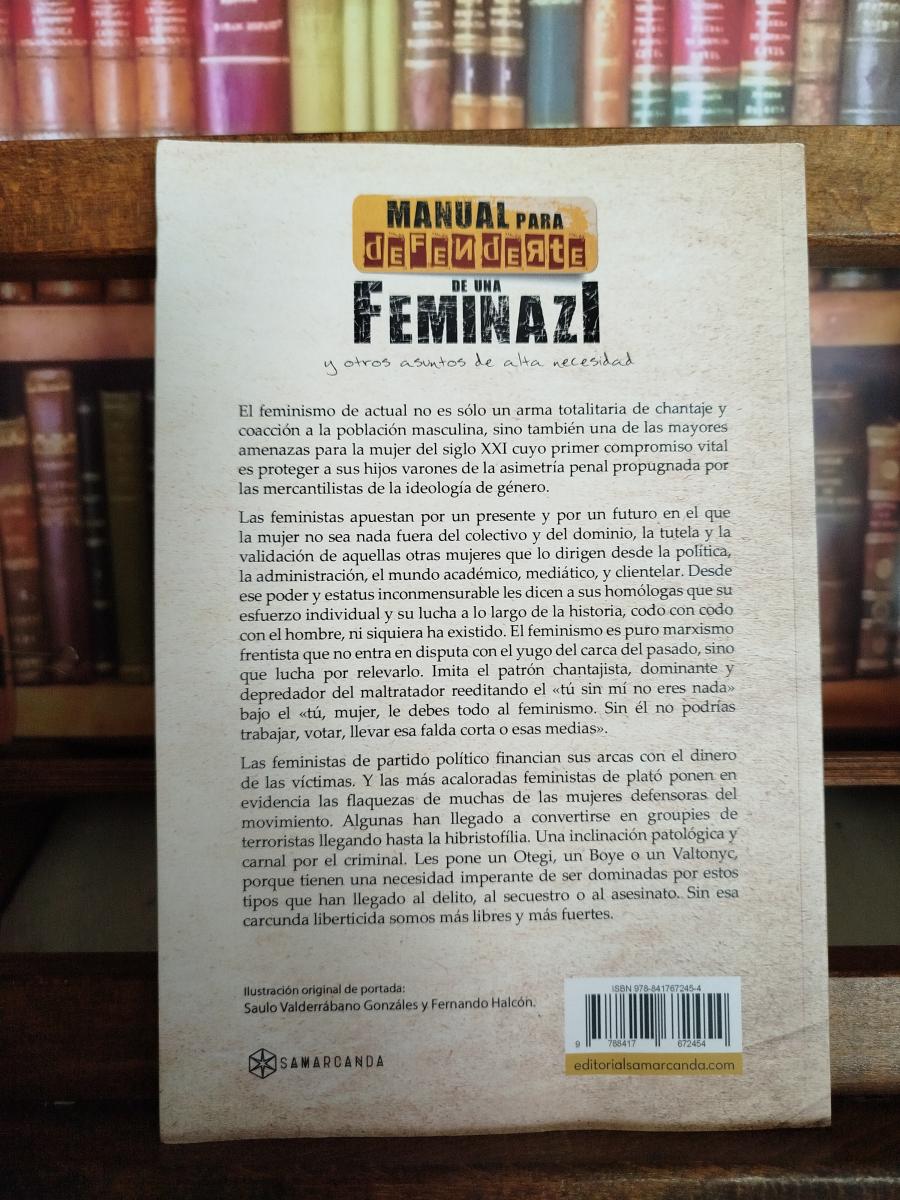 MANUAL PARA
DEFENDERTE
DE UNA
FEMINAZI
y otros asuntos de alta necesidad
El feminismo de actual no es sólo un arma totalitaria de chantaje y
coacción a la población masculina, sino también una de las mayores
amenazas para la mujer del siglo XXI cuyo primer compromiso vital
es proteger a sus hijos varones de la asimetría penal propugnada por
las mercantilistas de la ideología de género.
Las feministas apuestan por un presente y por un futuro en el que
la mujer no sea nada fuera del colectivo y del dominio, la tutela y la
validación de aquellas otras mujeres que lo dirigen desde la política,
la administración, el mundo académico, mediático, y clientelar. Desde
ese poder y estatus inconmensurable les dicen a sus homólogas que su
esfuerzo individual y su lucha a lo largo de la historia, codo con codo
con el hombre, ni siquiera ha existido. El feminismo es puro marxismo
frentista que no entra en disputa con el yugo del carca del pasado, sino
que lucha por relevarlo. Imita el patrón chantajista, dominante y
depredador del maltratador reeditando el «tú sin mí no eres nada»
bajo el «tú, mujer, le debes todo al feminismo. Sin él no podrías
trabajar, votar, llevar esa falda corta o esas medias».
Las feministas de partido político financian sus arcas con el dinero
de las víctimas. Y las más acaloradas feministas de plató ponen en
evidencia las flaquezas de muchas de las mujeres defensoras del
movimiento. Algunas han llegado a convertirse en groupies de
terroristas llegando hasta la hibristofília. Una inclinación patológica y
carnal por el criminal. Les pone un Otegi, un Boye o un Valtonyc,
porque tienen una necesidad imperante de ser dominadas por estos
tipos que han llegado al delito, al secuestro o al asesinato. Sin esa
carcunda liberticida somos más libres y más fuertes.
Ilustración original de portada:
Saulo Valderrábano Gonzáles y Fernando Halcón.
SAMARCANDA
ISBN 978-841767245-4
9 788417 672454
editorialsamarcanda.com